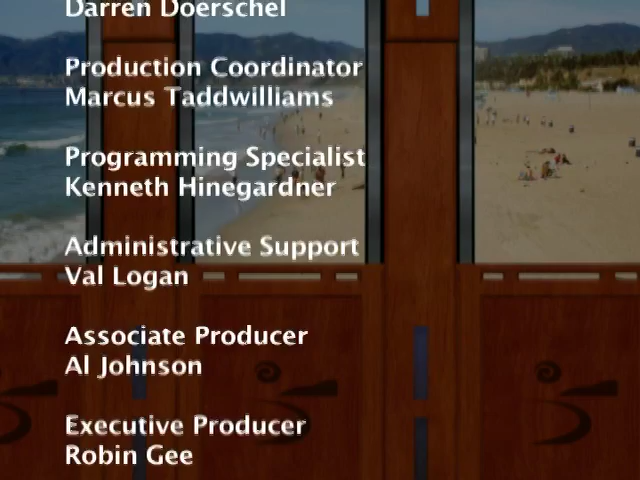 Darren Doerschel
Production Coordinator
Marcus Taddwilliams
Programming Specialist
Kenneth Hinegardner
Administrative Support
Val Logan
Associate Producer
Al Johnson
Executive Producer
Robin Gee